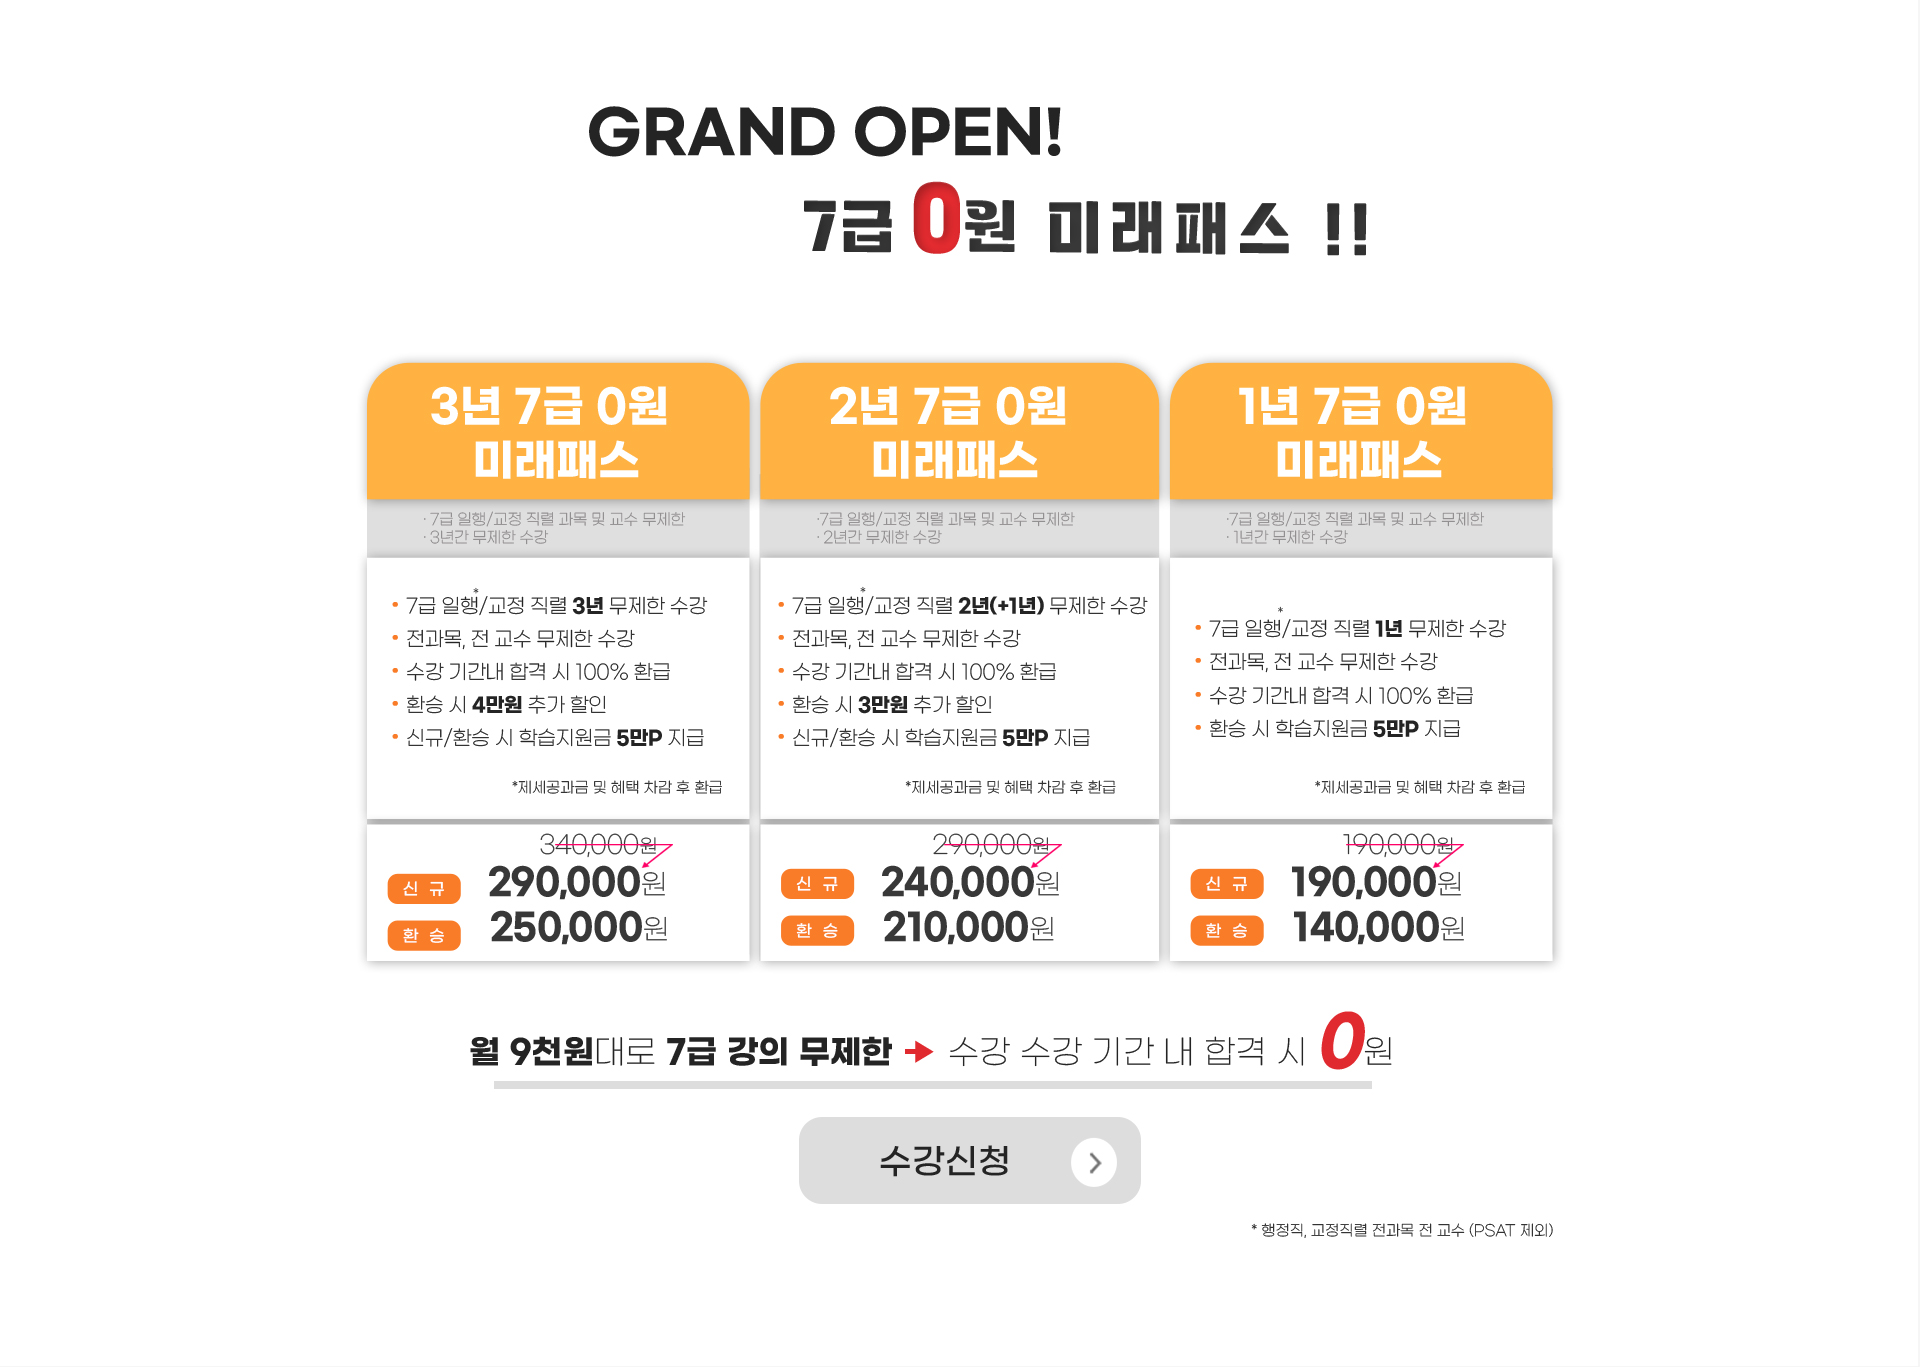 GRAND OPEN!
7급 0원 미래패스 !!
3년 7급 0원
미래패스
· 7급 일행/교정 직렬 과목 및 교수 무제한
· 3년간 무제한 수강
• 7급 일행*/교정 직렬 3년 무제한 수강
• 전과목, 전 교수 무제한 수강
• 수강 기간내 합격 시 100% 환급
• 환승 시 4만원 추가 할인
• 신규/환승 시 학습지원금 5만P 지급
*제세공과금 및 혜택 차감 후 환급
340,000원
신 규 290,000원
환 승 250,000원
2년 7급 0원
미래패스
·7급 일행/교정 직렬 과목 및 교수 무제한
· 2년간 무제한 수강
• 7급 일행*/교정 직렬 2년(+1년) 무제한 수강
• 전과목, 전 교수 무제한 수강
• 수강 기간내 합격 시 100% 환급
• 환승 시 3만원 추가 할인
• 신규/환승 시 학습지원금 5만P 지급
*제세공과금 및 혜택 차감 후 환급
290,000원
신 규 240,000원
환 승 210,000원
1년 7급 0원
미래패스
·7급 일행/교정 직렬 과목 및 교수 무제한
· 1년간 무제한 수강
• 7급 일행*/교정 직렬 1년 무제한 수강
• 전과목, 전 교수 무제한 수강
• 수강 기간내 합격 시 100% 환급
• 환승 시 학습지원금 5만P 지급
*제세공과금 및 혜택 차감 후 환급
190,000원
신 규 190,000원
환 승 140,000원
월 9천원대로 7급 강의 무제한 → 수강 수강 기간 내 합격 시 0원
수강신청
* 행정직, 교정직렬 전과목 전 교수 (PSAT 제외)